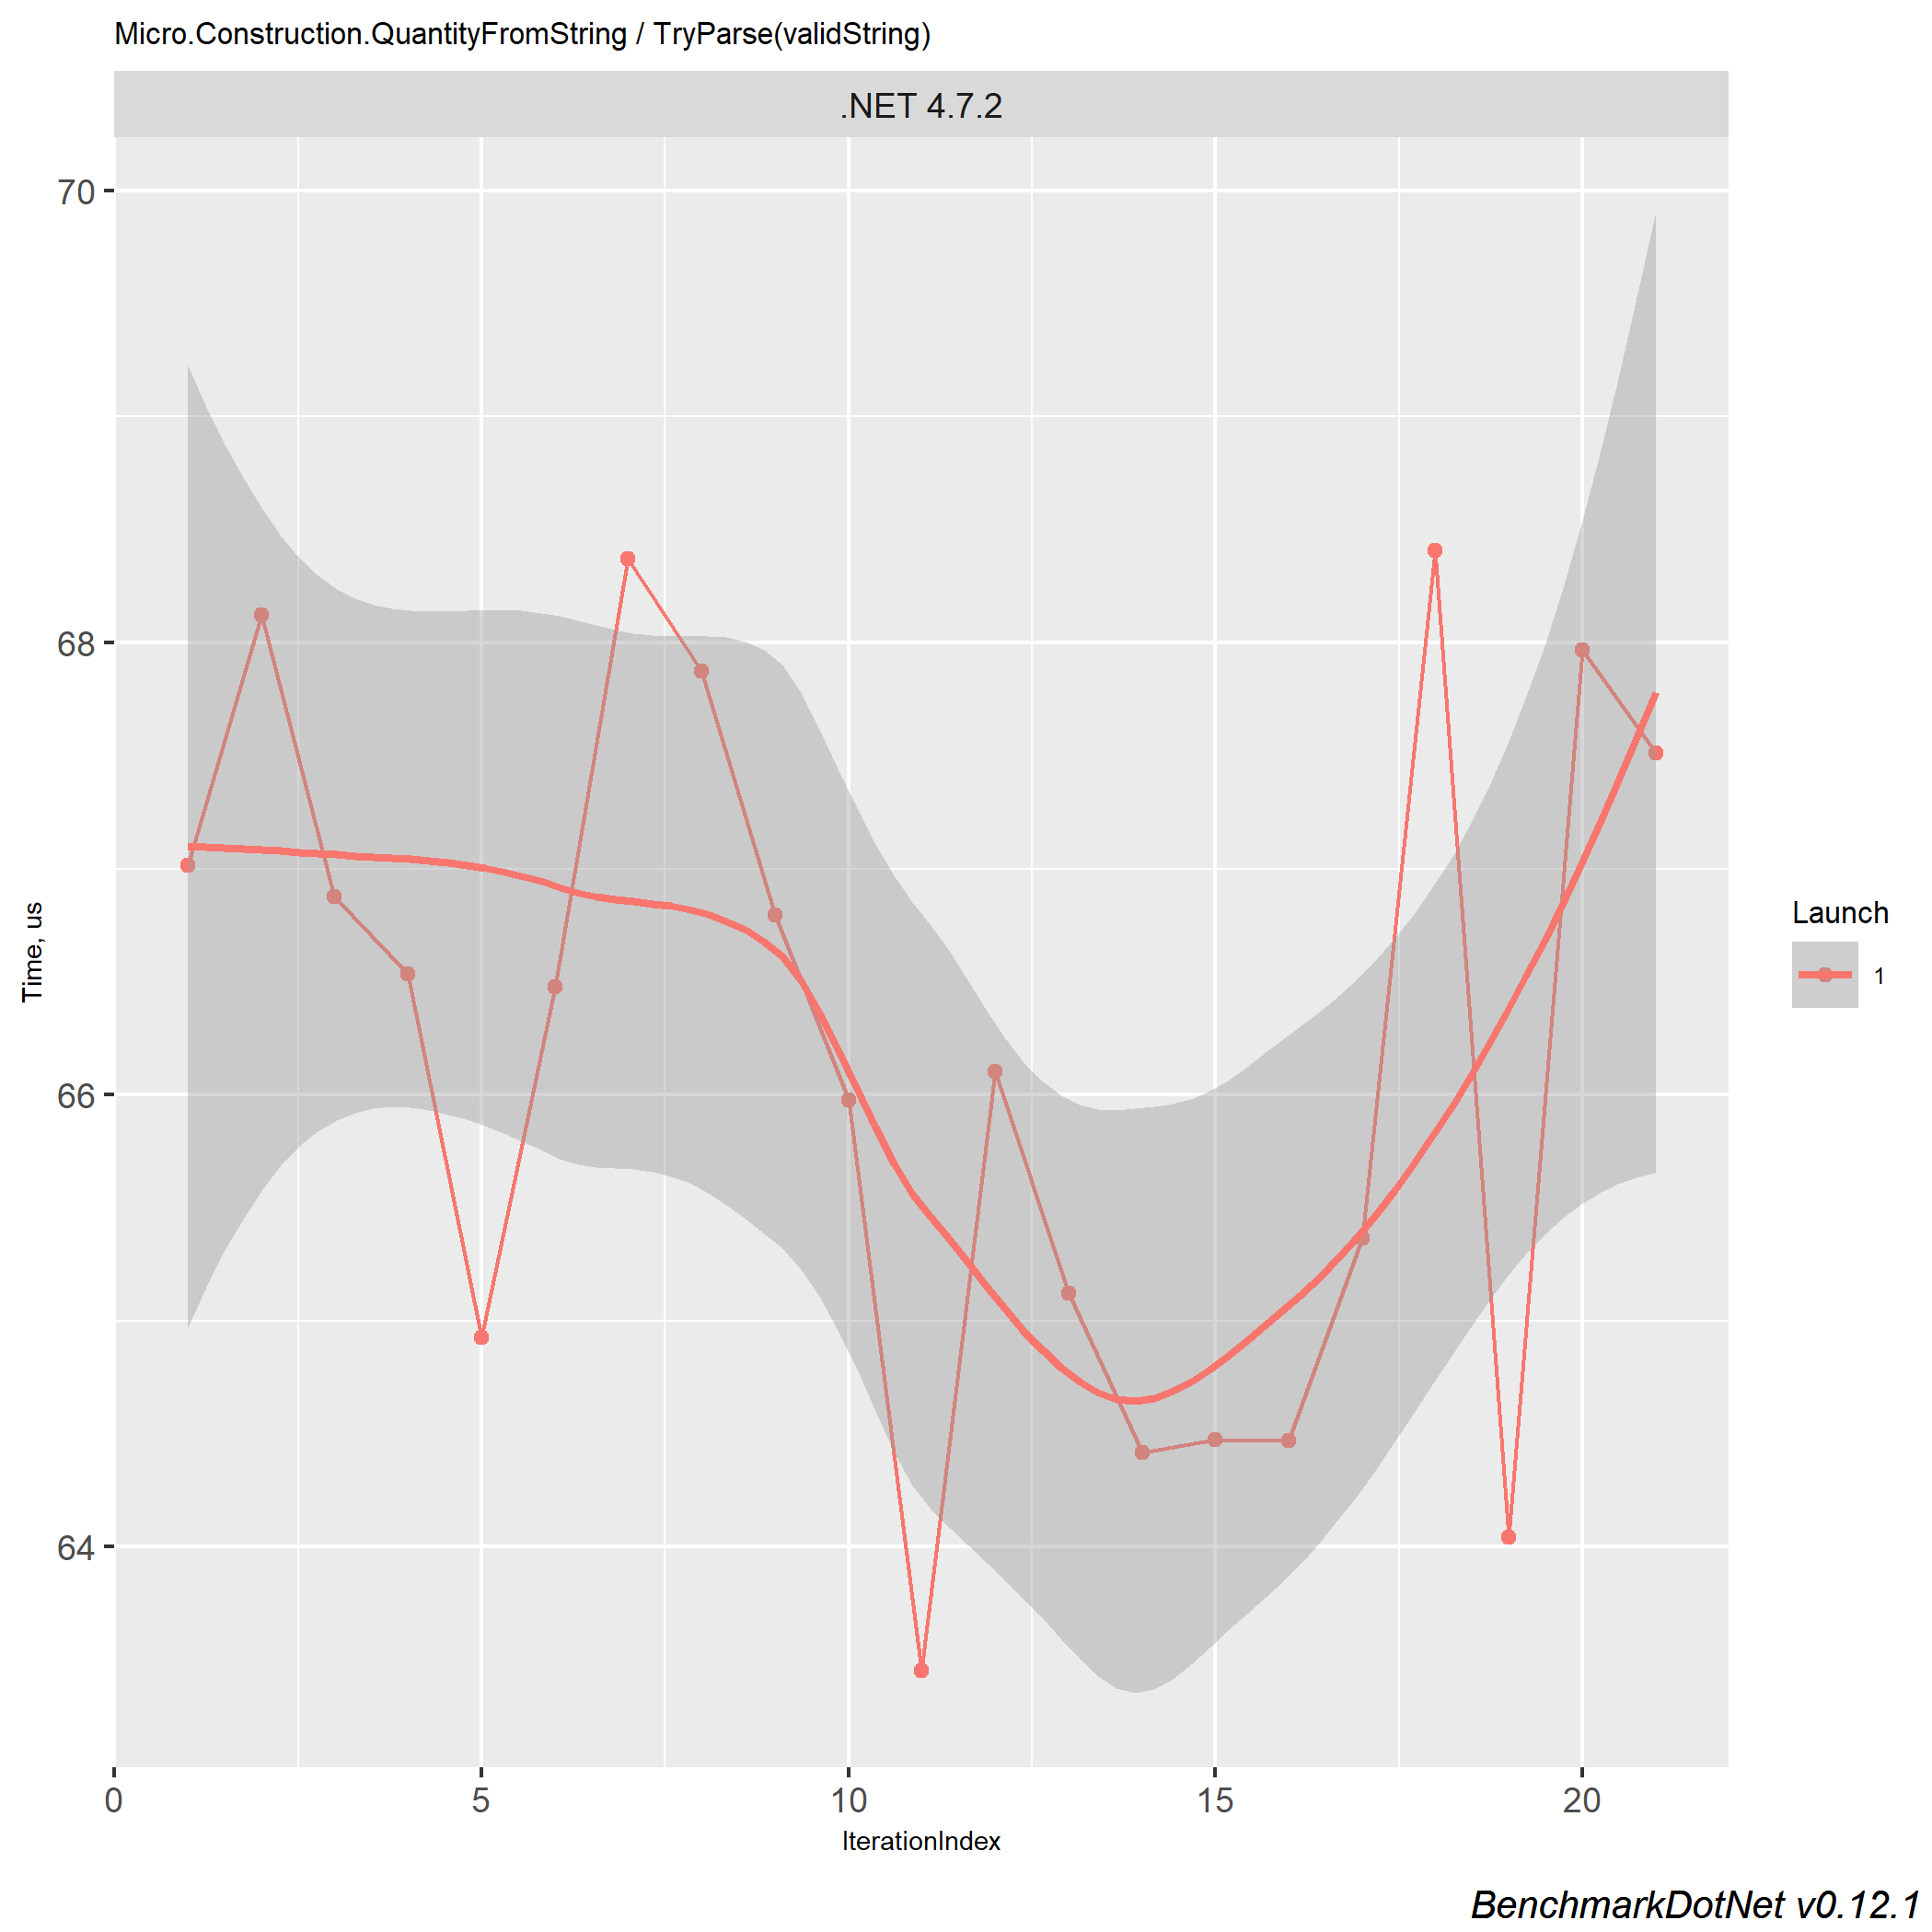 Micro.Construction.QuantityFromString / TryParse(validString)
.NET 4.7.2
70
68
66
64
Time, us
0 5 10 15 20
IterationIndex
Launch
1
BenchmarkDotNet v0.12.1